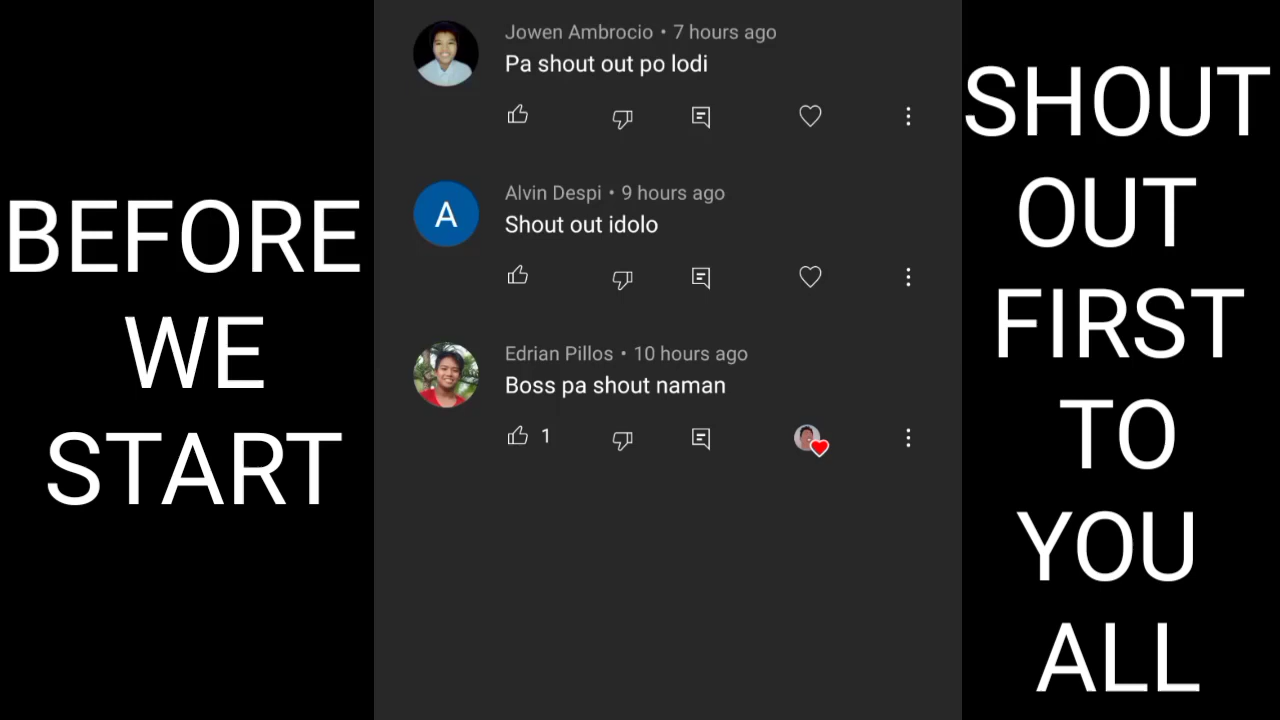 BEFORE
WE
START
Jowen Ambrocio • 7 hours ago
Pa shout out po lodi
A
Alvin Despi • 9 hours ago
Shout out idolo
Edrian Pillos • 10 hours ago
Boss pa shout naman
1
SHOUT
OUT
FIRST
TO
YOU
ALL